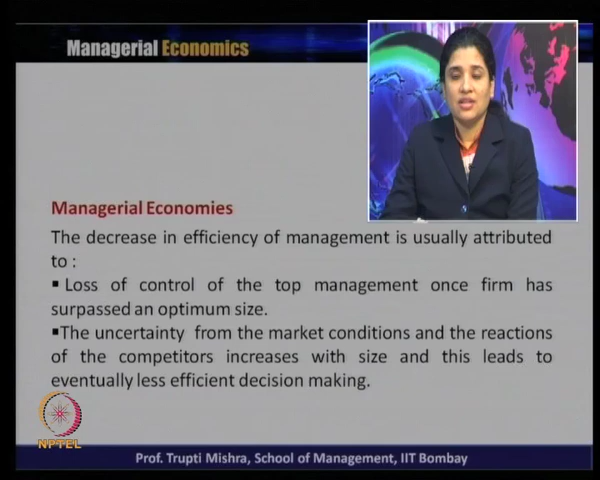 Managerial Economics
Managerial Economies
The decrease in efficiency of management is usually attributed
to :
▪ Loss of control of the top management once firm has
surpassed an optimum size.
▪The uncertainty from the market conditions and the reactions
of the competitors increases with size and this leads to
eventually less efficient decision making.
NPTEL
Prof. Trupti Mishra, School of Management, IIT Bombay